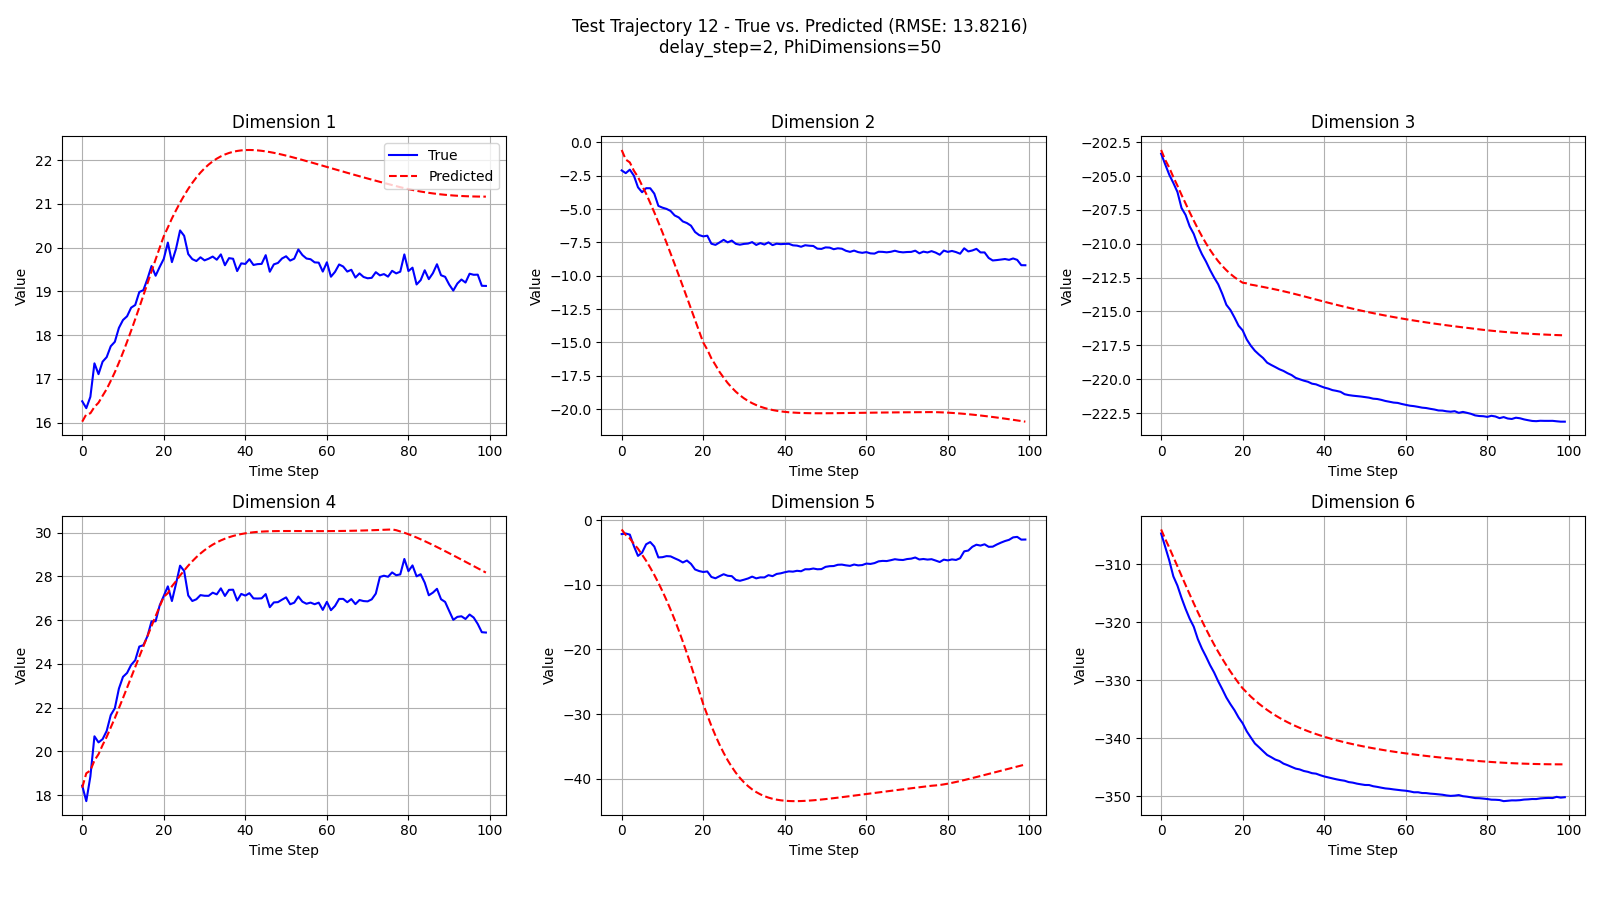 Test Trajectory 12 - True vs. Predicted (RMSE: 13.8216)
delay_step=2, PhiDimensions=50
Dimension 1
Value
22
21
20
19
18
17
16
True
Predicted
0 20 40 60 80 100
Time Step
Dimension 2
Value
0.0
−2.5
−5.0
−7.5
−10.0
−12.5
−15.0
−17.5
−20.0
0 20 40 60 80 100
Time Step
Dimension 3
Value
−202.5
−205.0
−207.5
−210.0
−212.5
−215.0
−217.5
−220.0
−222.5
0 20 40 60 80 100
Time Step
Dimension 4
Value
30
28
26
24
22
20
18
0 20 40 60 80 100
Time Step
Dimension 5
Value
0
−10
−20
−30
−40
0 20 40 60 80 100
Time Step
Dimension 6
Value
−310
−320
−330
−340
−350
0 20 40 60 80 100
Time Step